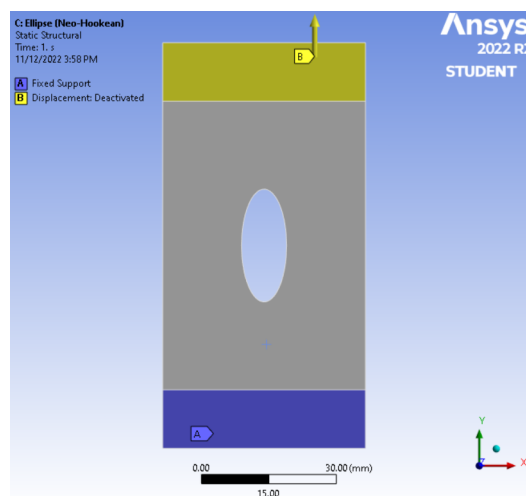 C: Ellipse (Neo-Hookean)
Static Structural
Time: 1. s
11/12/2022 3:58 PM
A Fixed Support
B Displacement: Deactivated
Ansys
2022
STUDENT
B
A
0.00 30.00 (mm)
15.00
Y
Z X